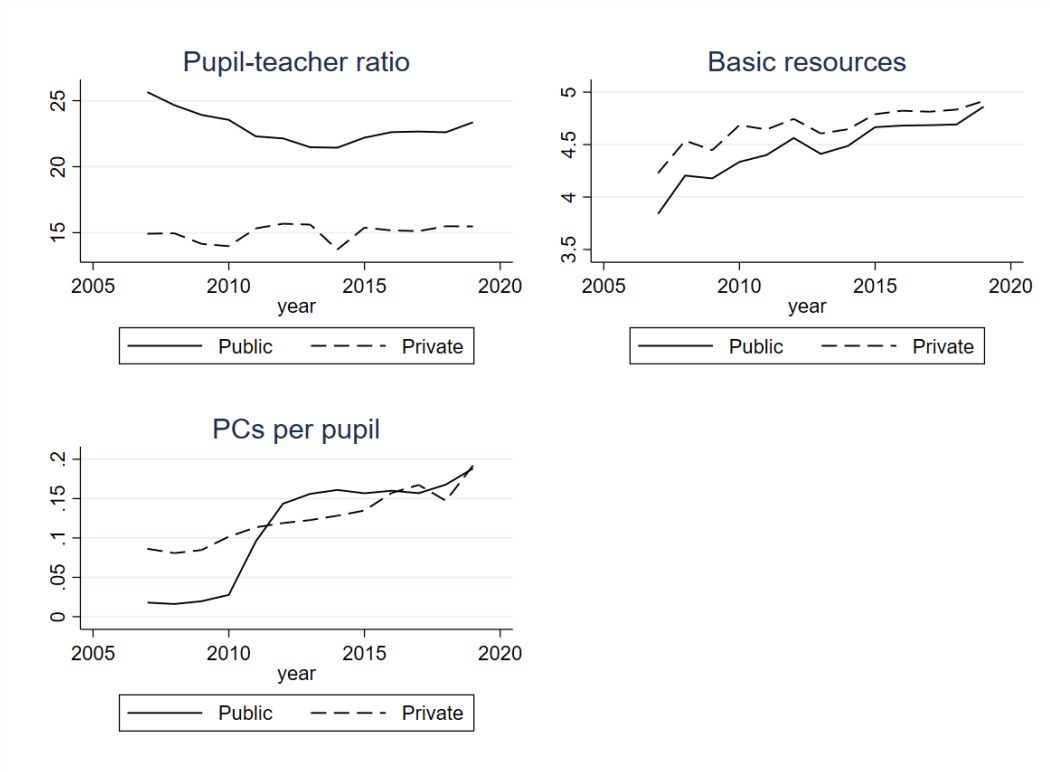 Pupil-teacher ratio
25
20
15
2005 2010 2015 2020
year
Public Private
Basic resources
5
4.5
4
3.5
2005 2010 2015 2020
year
Public Private
PCs per pupil
.2
.15
.1
.05
0
2005 2010 2015 2020
year
Public Private